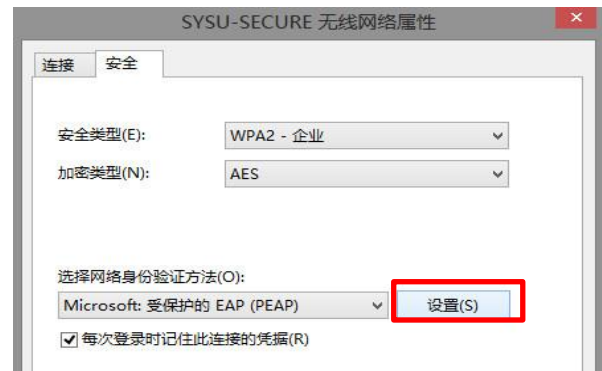 SYSU-SECURE 无线网络属性
连接 安全
安全类型(E): WPA2 - 企业
加密类型(N): AES
选择网络身份验证方法(O):
Microsoft: 受保护的 EAP (PEAP) 设置(S)
每次登录时记住此连接的凭据(R)